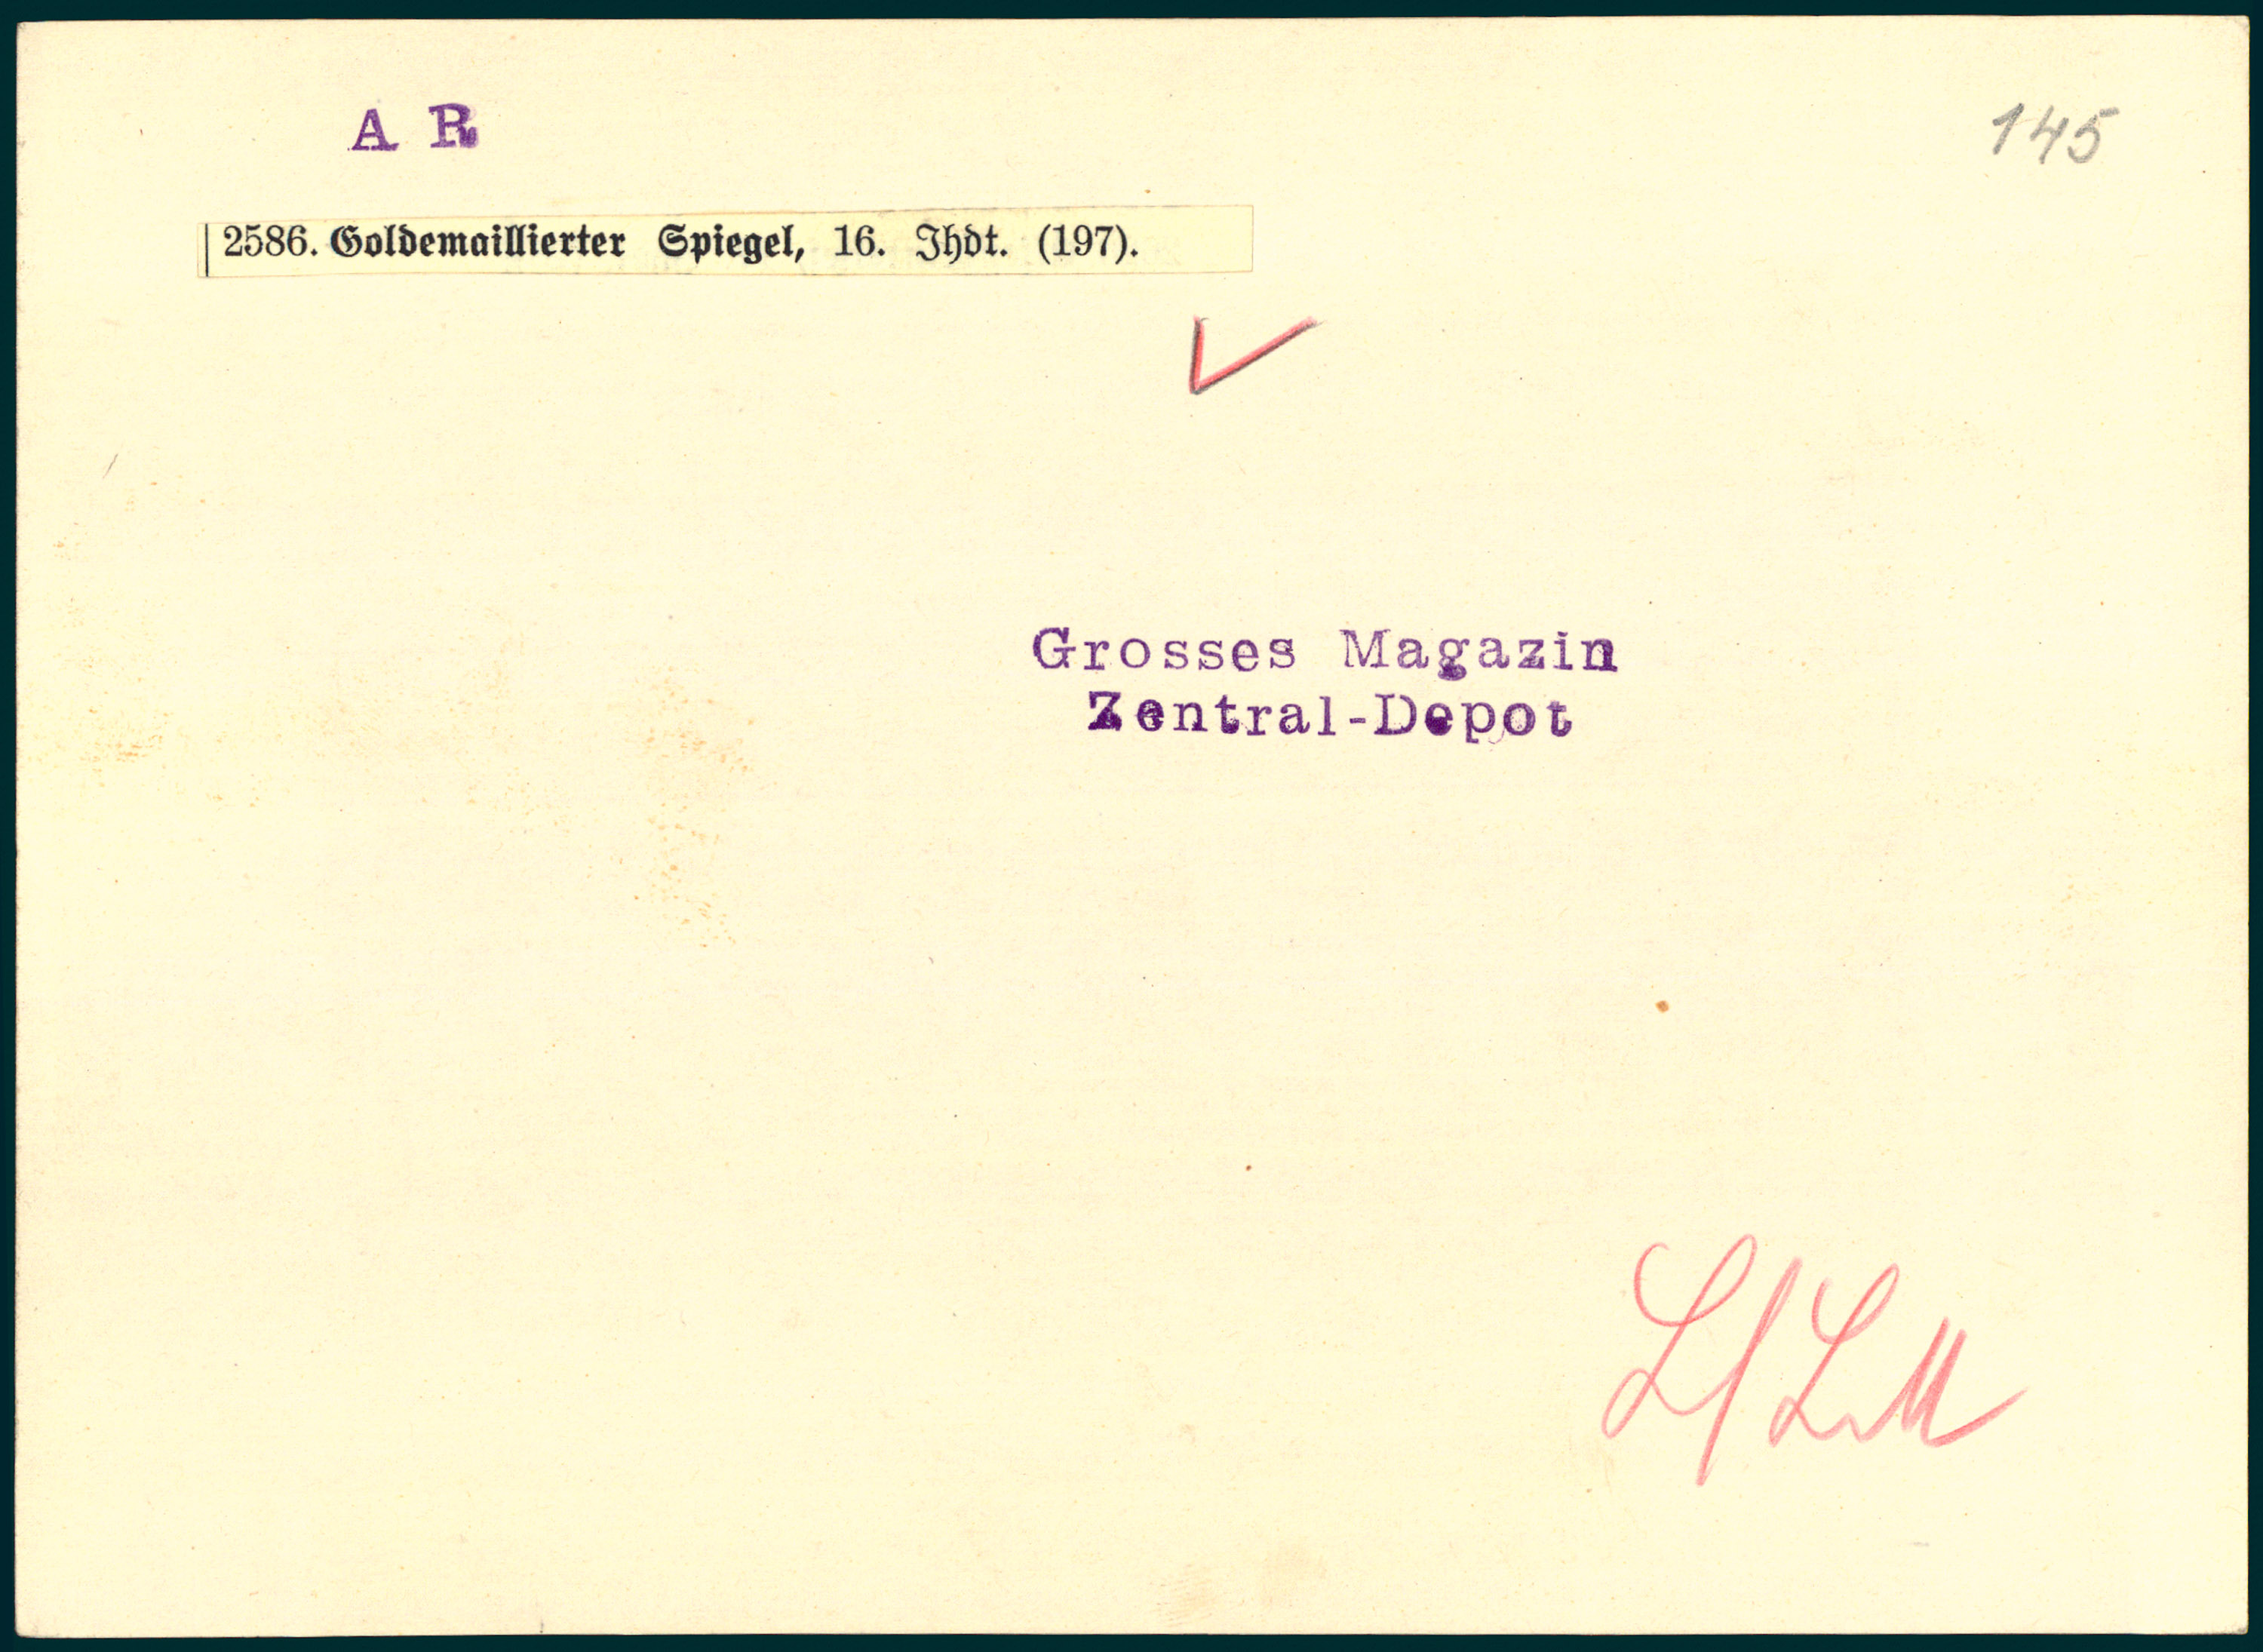 A R
145
2586. Goldemaillierter Spiegel, 16. Jhdt. (197).
Grosses Magazin
Zentral-Depot